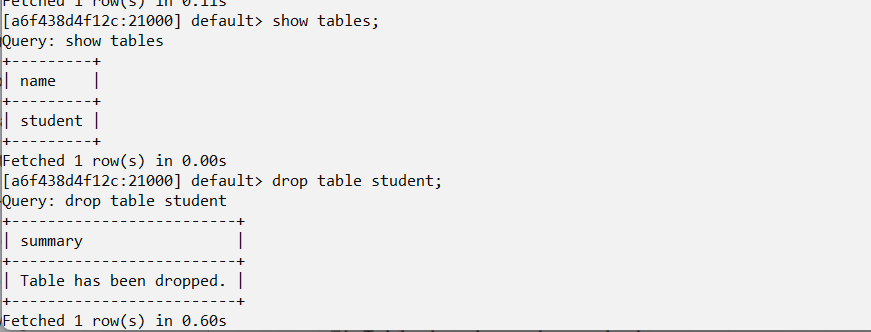 Fetched 1 row(s) in 0.11s
[a6f438d4f12c:21000] default> show tables;
Query: show tables
+---------+
| name    |
+---------+
| student |
+---------+
Fetched 1 row(s) in 0.00s
[a6f438d4f12c:21000] default> drop table student;
Query: drop table student
+-------------------------+
| summary                 |
+-------------------------+
| Table has been dropped. |
+-------------------------+
Fetched 1 row(s) in 0.60s